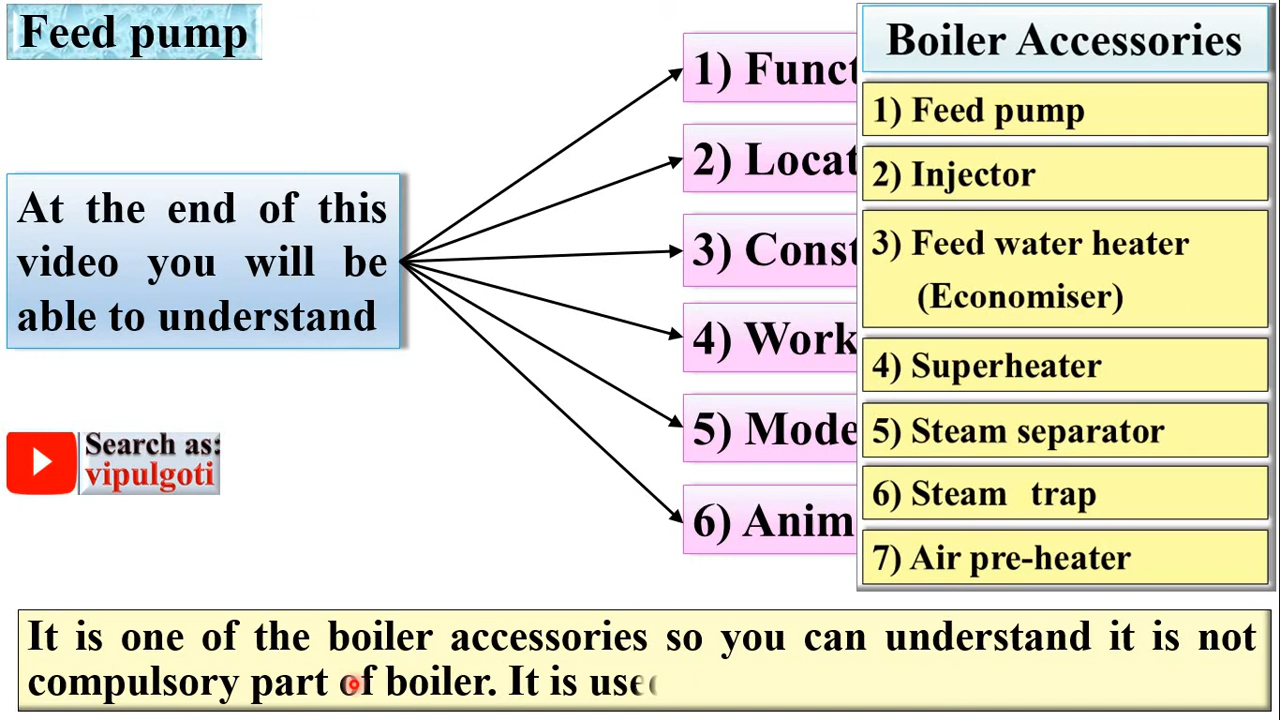 Feed pump
At the end of this
video you will be
able to understand
Search as:
vipulgoti
1) Funct
2) Locat
3) Const
4) Work
5) Mode
6) Anim
Boiler Accessories
1) Feed pump
2) Injector
3) Feed water heater
(Economiser)
4) Superheater
5) Steam separator
6) Steam trap
7) Air pre-heater
It is one of the boiler accessories so you can understand it is not
compulsory part of boiler. It is use